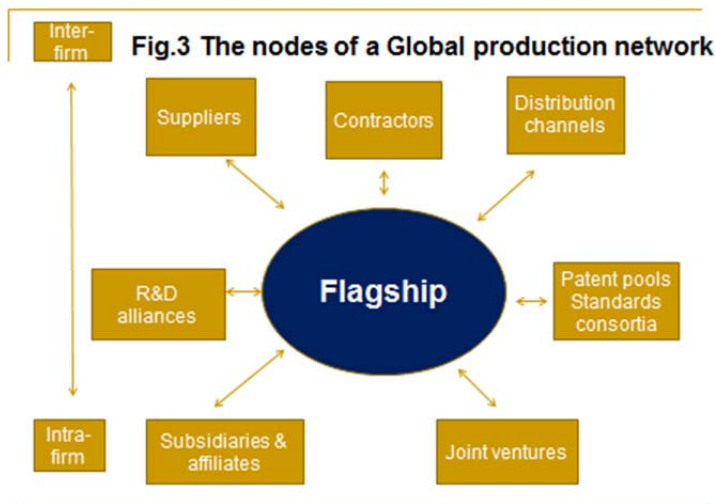 Inter-
firm
Fig.3 The nodes of a Global production network
Suppliers
Contractors
Distribution
channels
R&D
alliances
Flagship
Patent pools
Standards
consortia
Intra-
firm
Subsidiaries &
affiliates
Joint ventures